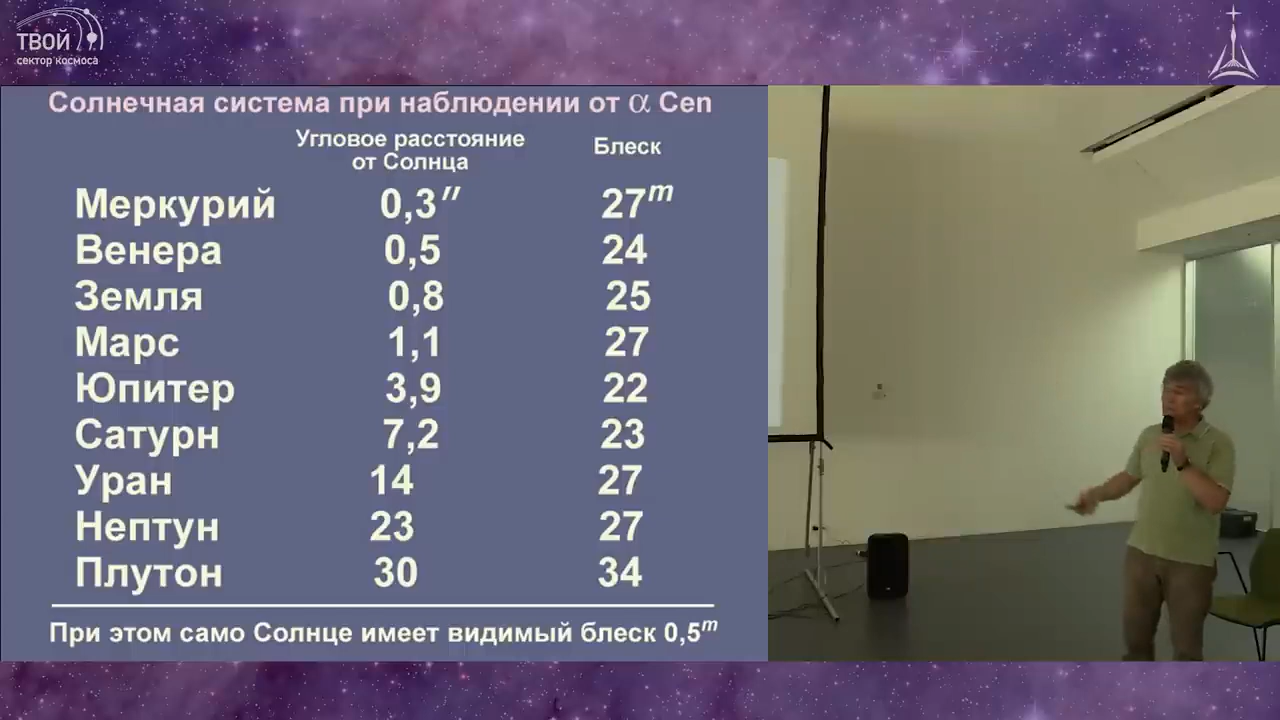 ТВОЙ
сектор космоса
Солнечная система при наблюдении от α Cen
Угловое расстояние
от Солнца
Блеск
Меркурий 0,3″ 27ᵐ
Венера 0,5 24
Земля 0,8 25
Марс 1,1 27
Юпитер 3,9 22
Сатурн 7,2 23
Уран 14 27
Нептун 23 27
Плутон 30 34
При этом само Солнце имеет видимый блеск 0,5ᵐ